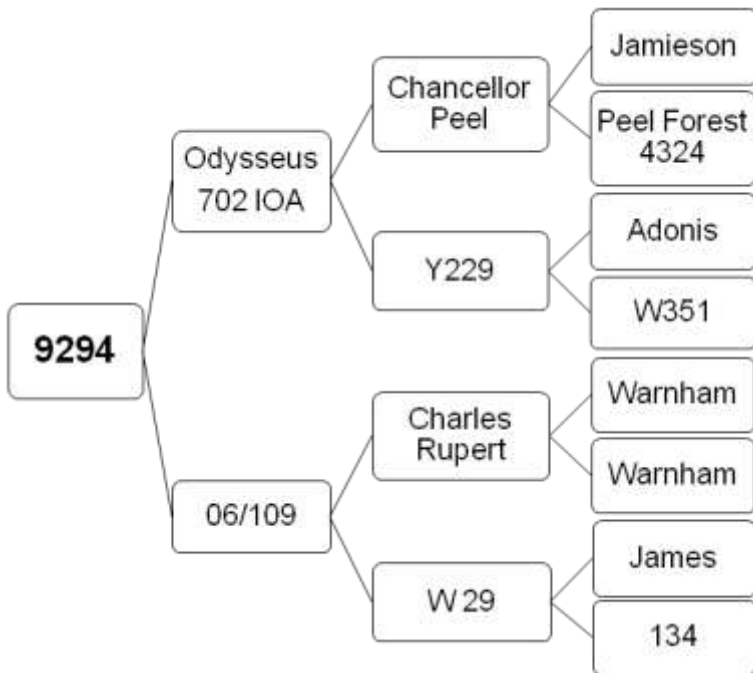 Jamieson
Chancellor
Peel
Peel Forest
4324
Odysseus
702 IOA
Adonis
Y229
W351
9294
Warnham
Charles
Rupert
Warnham
06/109
James
W 29
134